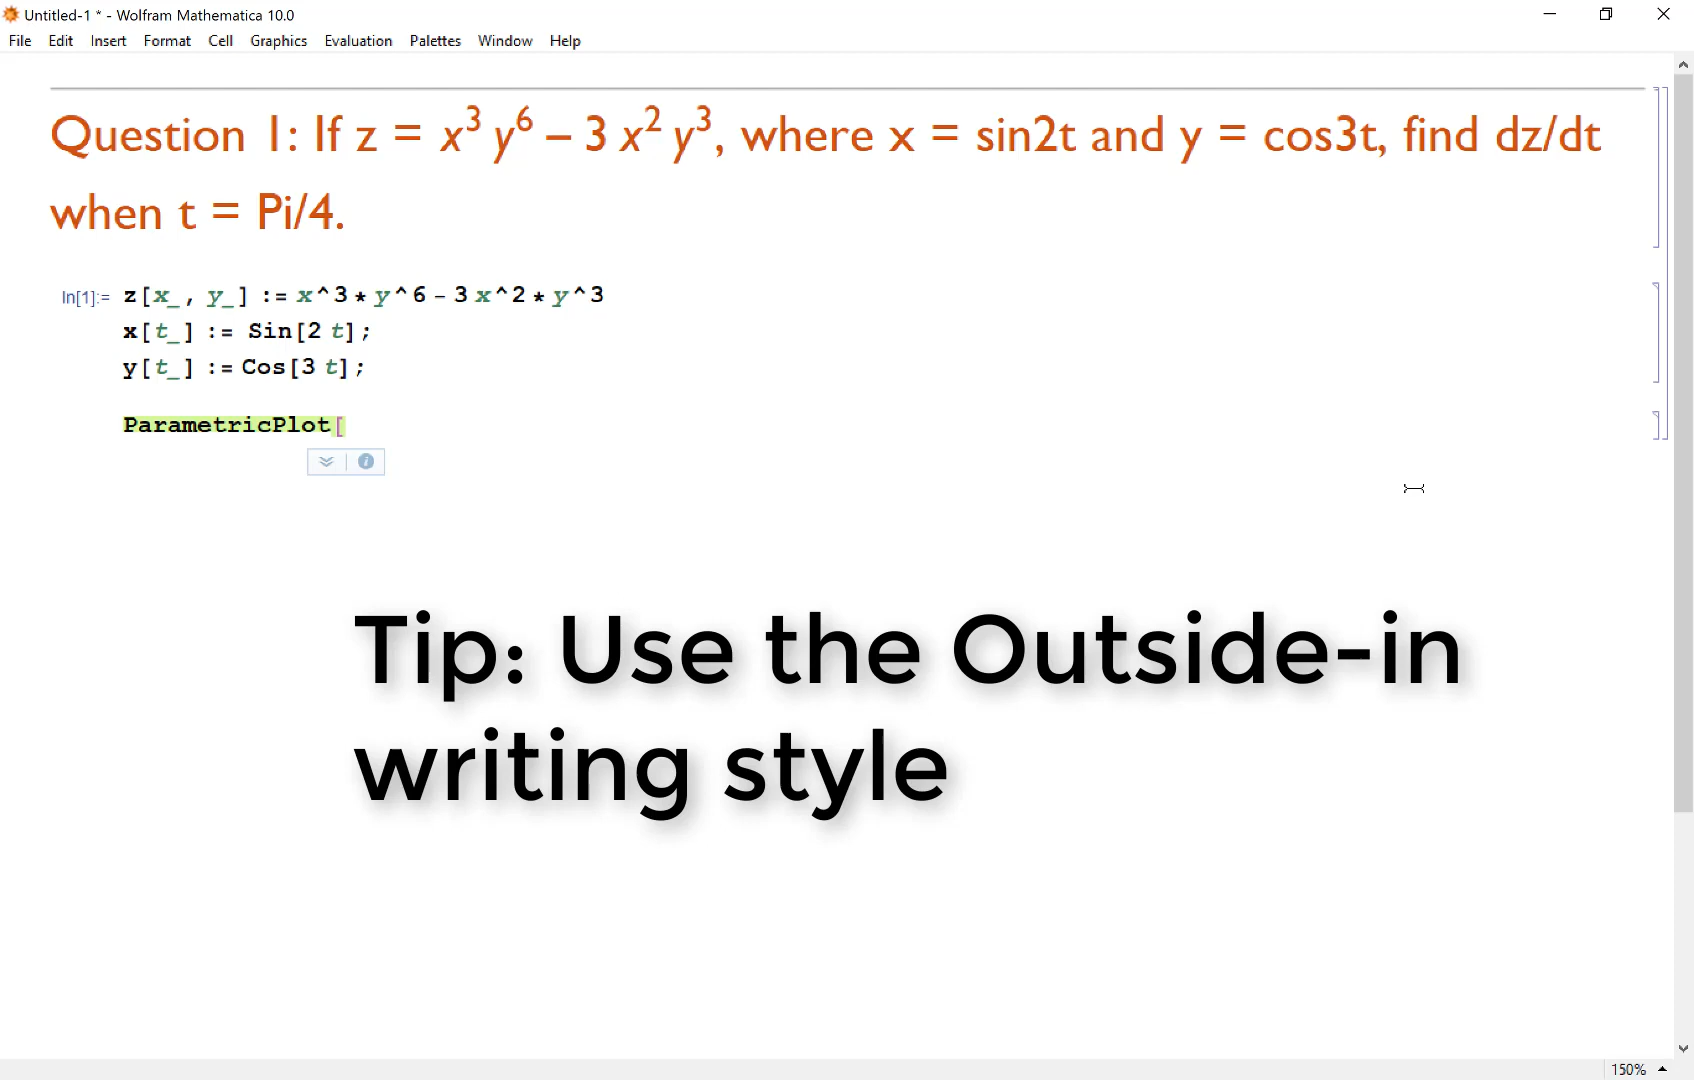 Untitled-1 * - Wolfram Mathematica 10.0
File Edit Insert Format Cell Graphics Evaluation Palettes Window Help
Question 1: If z = x³ y⁶ – 3 x² y³, where x = sin2t and y = cos3t, find dz/dt
when t = Pi/4.
In[1]:= z[x_, y_] := x^3*y^6-3 x^2*y^3
x[t_] := Sin[2 t];
y[t_] := Cos[3 t];
ParametricPlot[
Tip: Use the Outside-in
writing style
150%